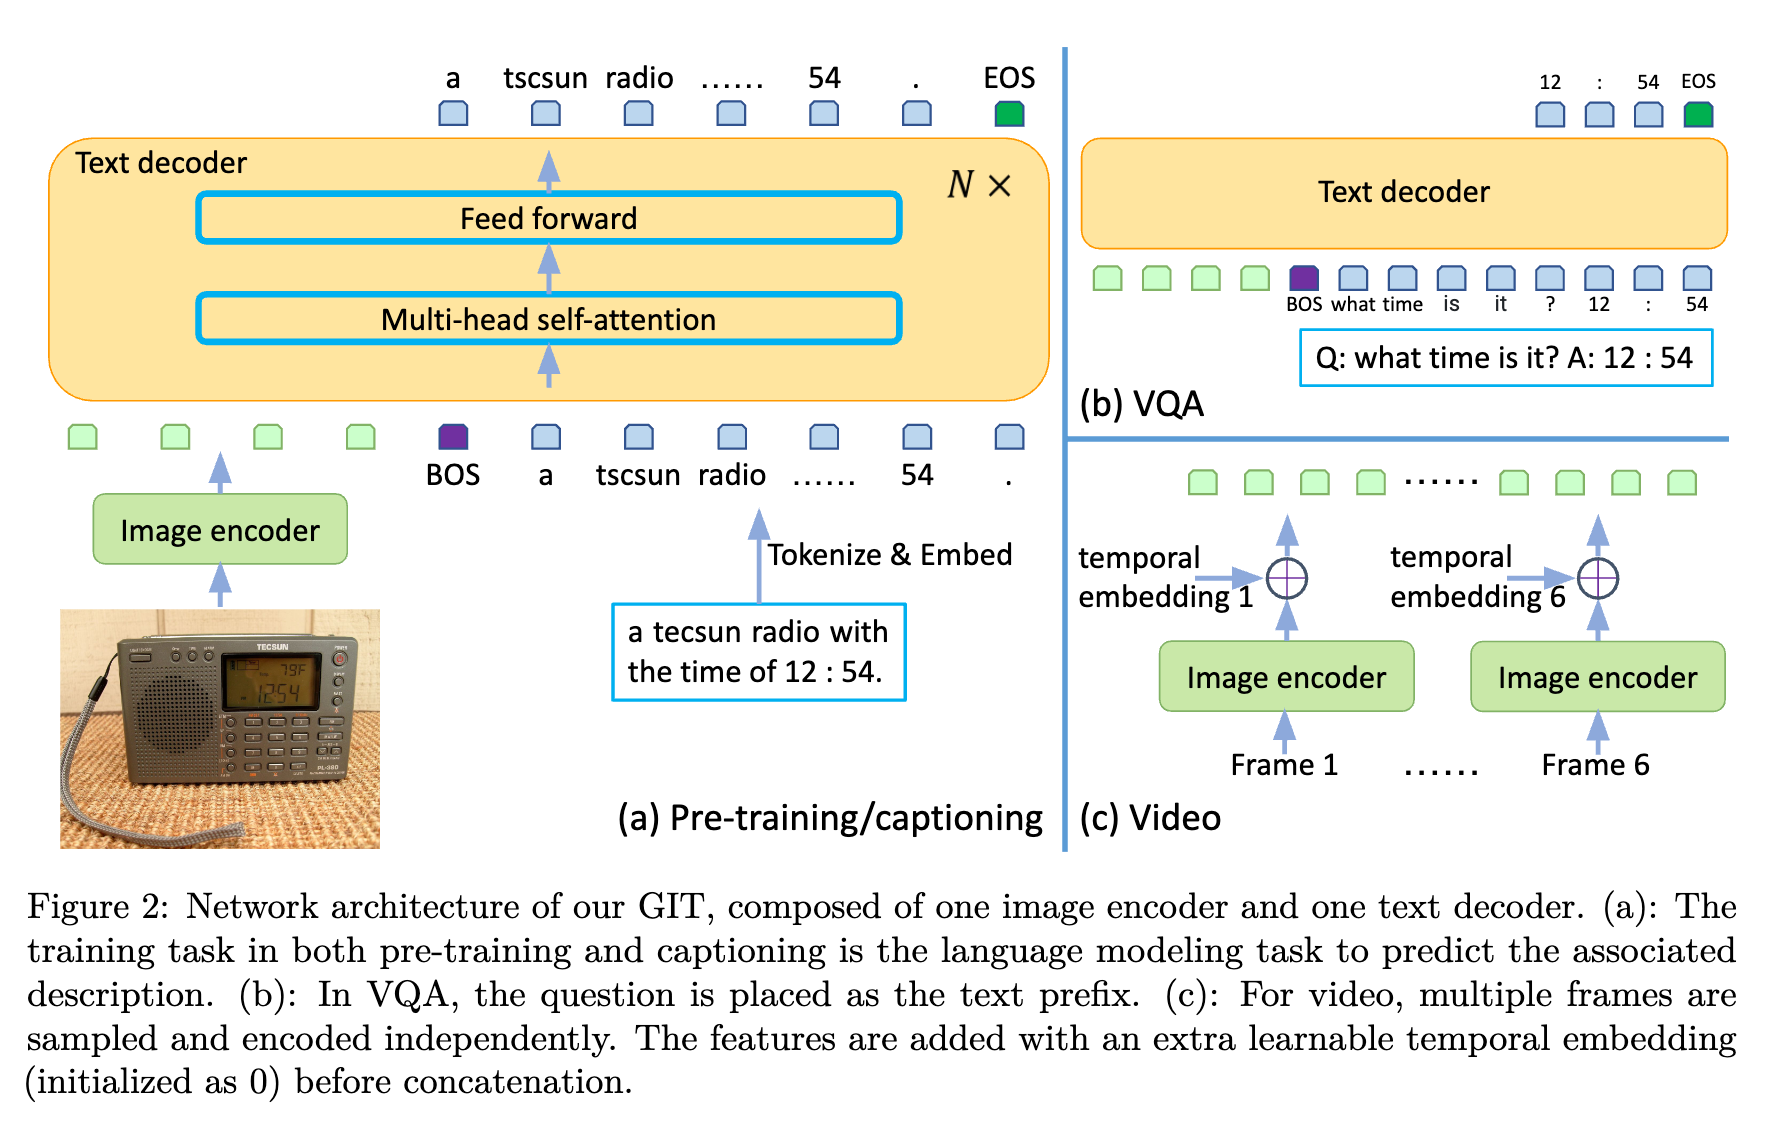 a tscsun radio ...... 54 . EOS
Text decoder
N ×
Feed forward
Multi-head self-attention
BOS a tscsun radio ...... 54 .
Image encoder
Tokenize & Embed
a tecsun radio with
the time of 12 : 54.
TECSUN
79°F
12:54
PL-380
(a) Pre-training/captioning
12 : 54 EOS
Text decoder
BOS what time is it ? 12 : 54
Q: what time is it? A: 12 : 54
(b) VQA
......
temporal
embedding 1
temporal
embedding 6
Image encoder
Image encoder
Frame 1 ...... Frame 6
(c) Video
Figure 2: Network architecture of our GIT, composed of one image encoder and one text decoder. (a): The
training task in both pre-training and captioning is the language modeling task to predict the associated
description. (b): In VQA, the question is placed as the text prefix. (c): For video, multiple frames are
sampled and encoded independently. The features are added with an extra learnable temporal embedding
(initialized as 0) before concatenation.